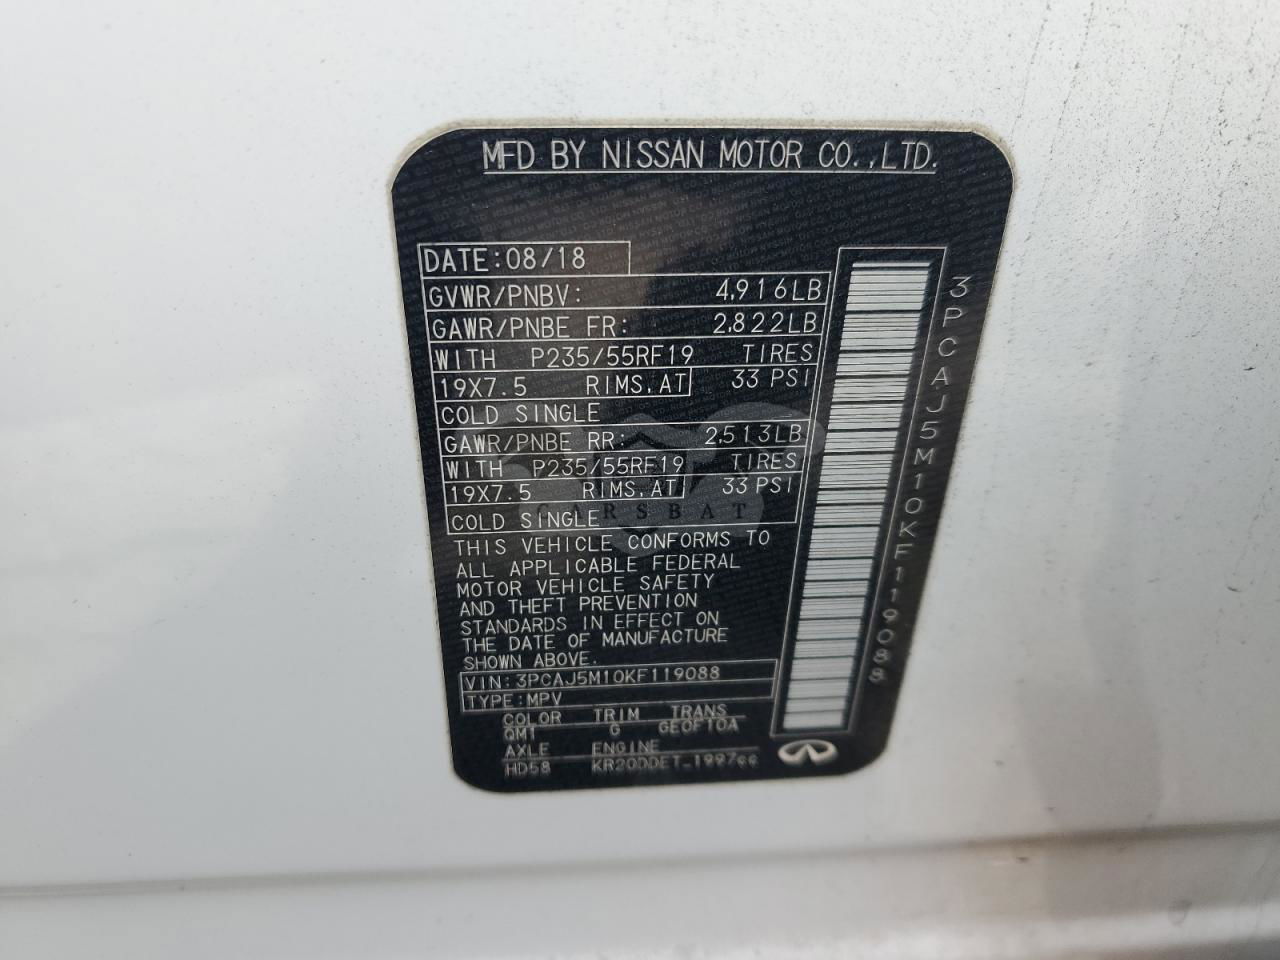 MFD BY NISSAN MOTOR CO.,LTD.
DATE:08/18
GVWR/PNBV: 4,916LB
GAWR/PNBE FR: 2,822LB
WITH P235/55RF19 TIRES
19X7.5 RIMS,AT 33 PSI
COLD SINGLE
GAWR/PNBE RR: 2,513LB
WITH P235/55RF19 TIRES
19X7.5 RIMS,AT 33 PSI
CARSBAT
COLD SINGLE
THIS VEHICLE CONFORMS TO
ALL APPLICABLE FEDERAL
MOTOR VEHICLE SAFETY
AND THEFT PREVENTION
STANDARDS IN EFFECT ON
THE DATE OF MANUFACTURE
SHOWN ABOVE.
VIN:3PCAJ5M10KF119088
TYPE:MPV
COLOR TRIM TRANS
QM1 G GEOF10A
AXLE ENGINE
HD58 KR20DDET_1997cc
3PCAJ5M10KF119088